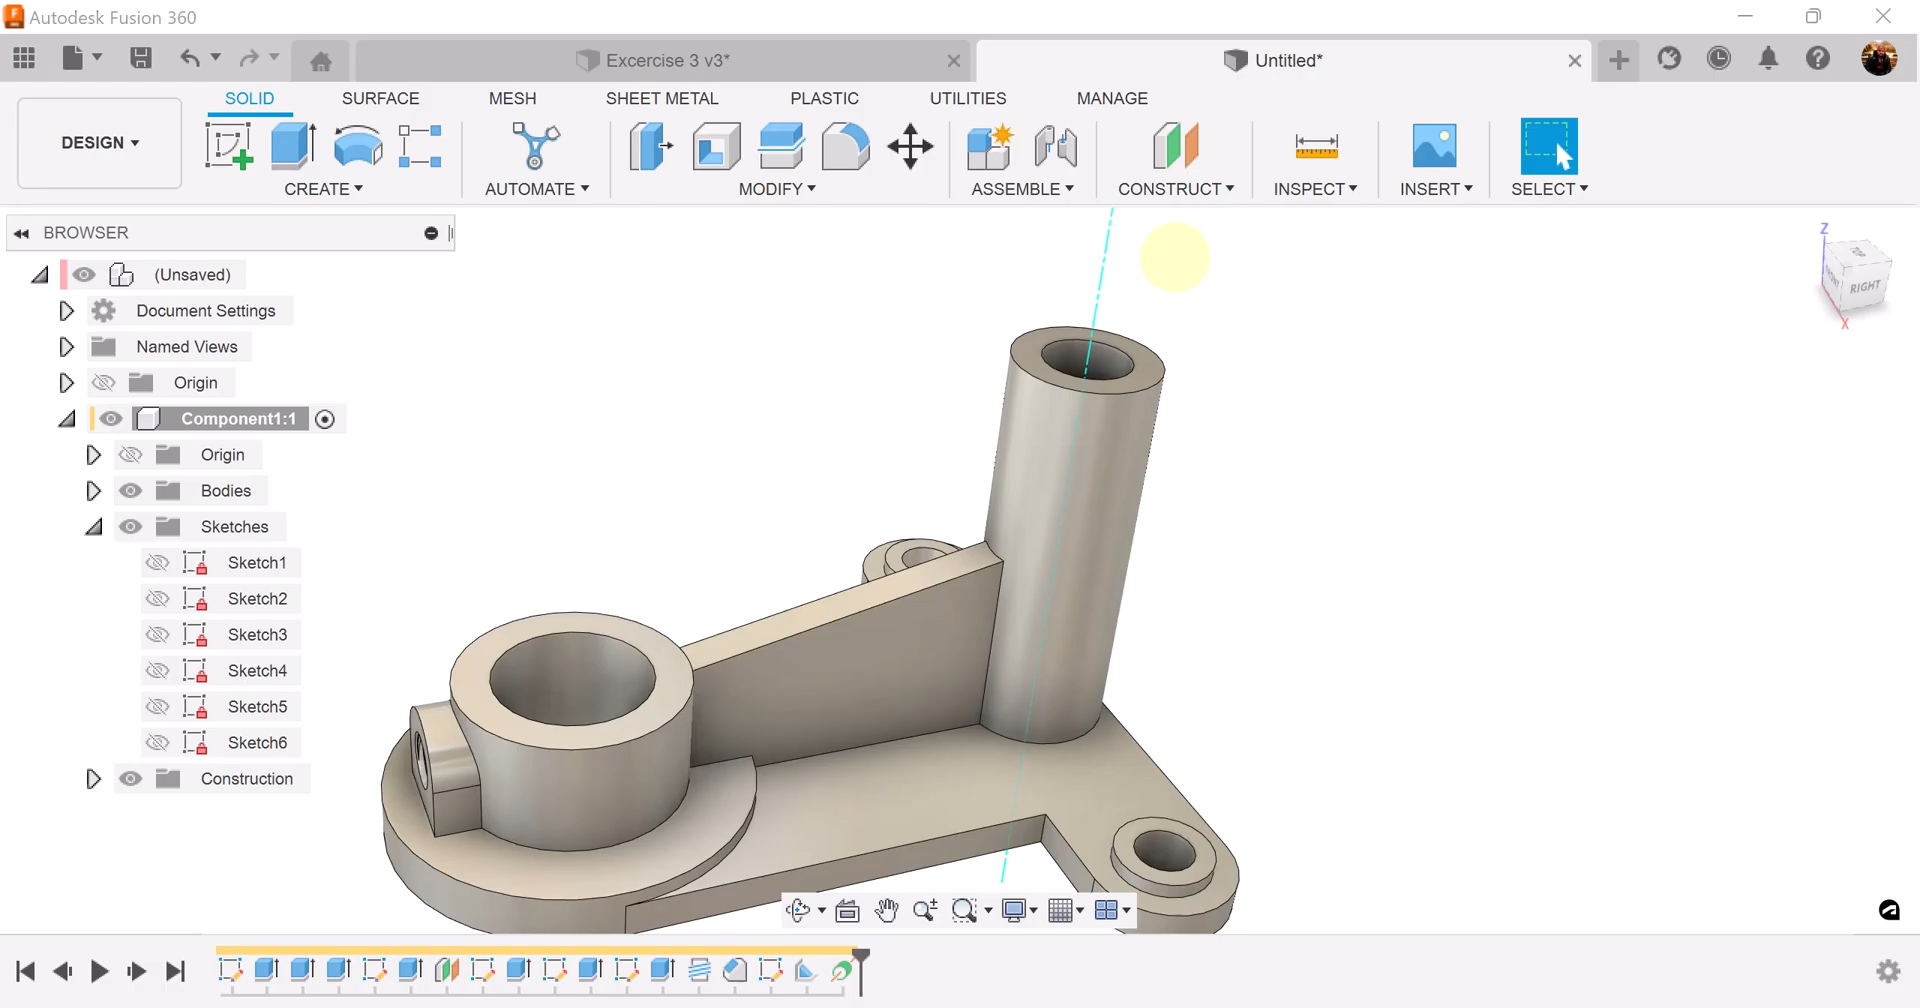 Autodesk Fusion 360
Excercise 3 v3*
Untitled*
SOLID
SURFACE
MESH
SHEET METAL
PLASTIC
UTILITIES
MANAGE
DESIGN
CREATE
AUTOMATE
MODIFY
ASSEMBLE
CONSTRUCT
INSPECT
INSERT
SELECT
BROWSER
(Unsaved)
Document Settings
Named Views
Origin
Component1:1
Origin
Bodies
Sketches
Sketch1
Sketch2
Sketch3
Sketch4
Sketch5
Sketch6
Construction
Z
RIGHT
X